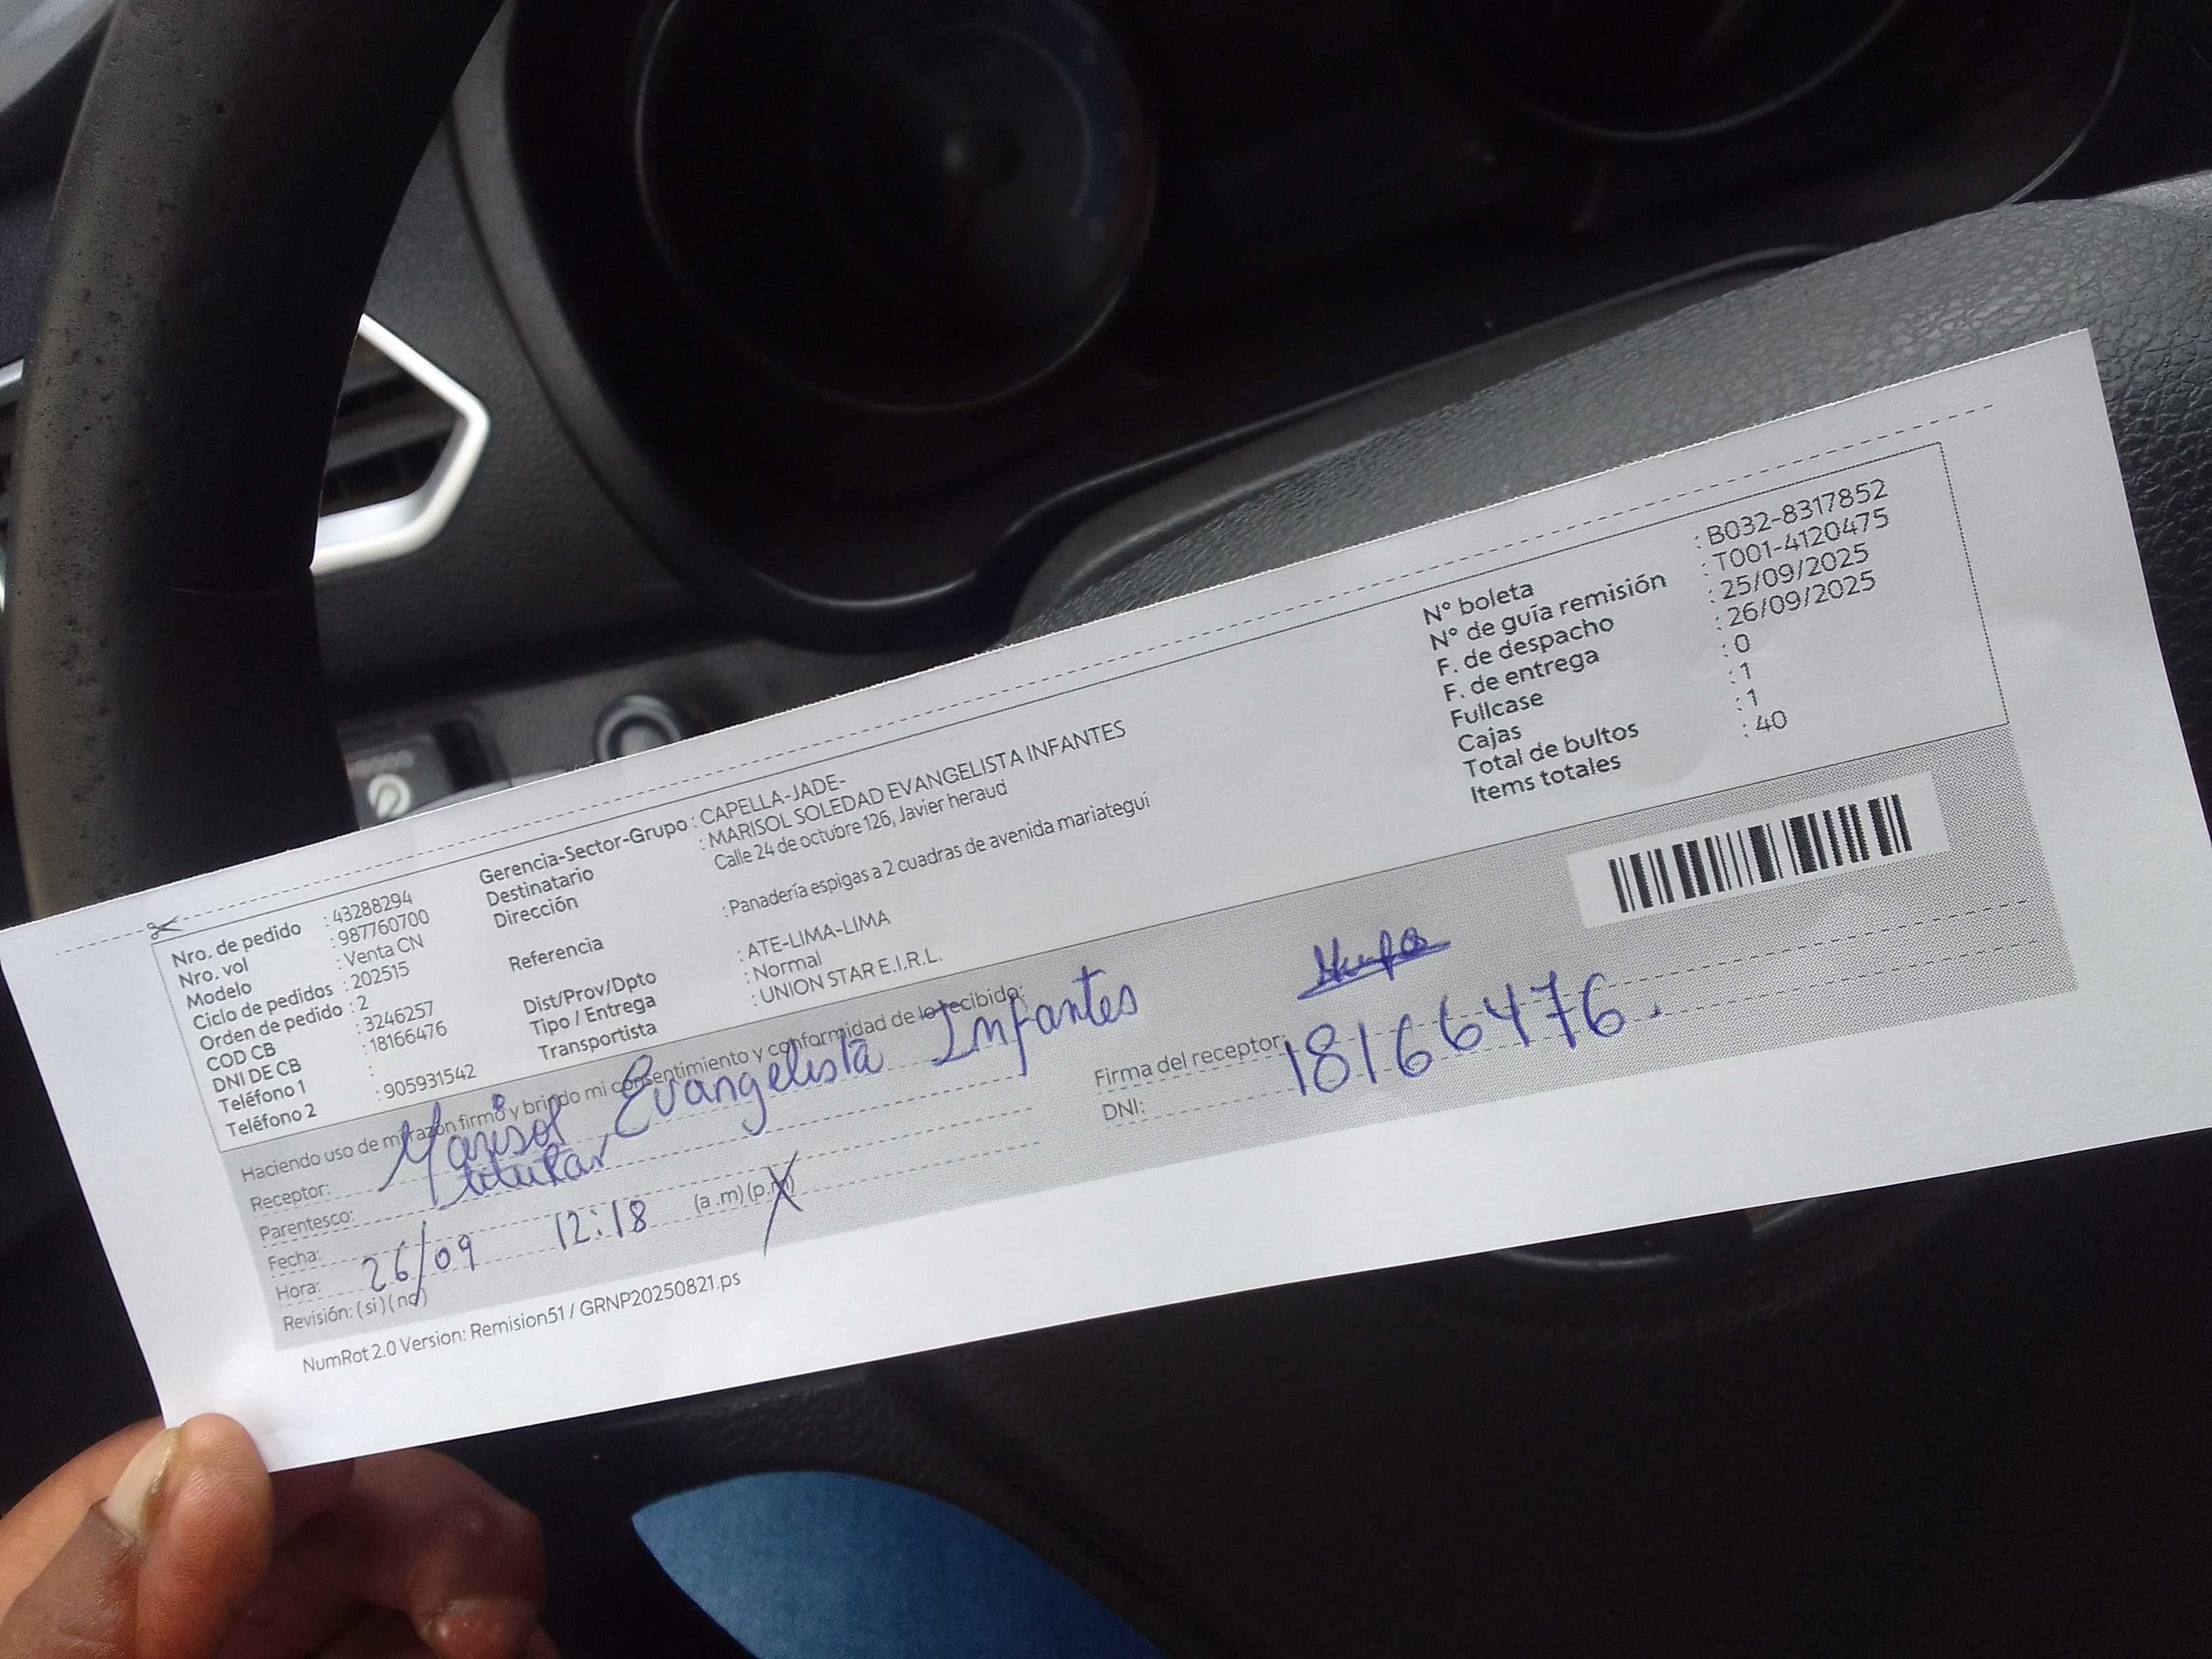 Nro. de pedido : 43288294
Nro. vol : 987760700
Modelo : Venta CN
Ciclo de pedidos : 202515
Orden de pedido : 2
COD CB : 3246257
DNI DE CB : 18166476
Teléfono 1 :
Teléfono 2 : 905931542
Gerencia-Sector-Grupo : CAPELLA-JADE-
Destinatario : MARISOL SOLEDAD EVANGELISTA INFANTES
Dirección Calle 24 de octubre 126, Javier heraud
Referencia : Panadería espigas a 2 cuadras de avenida mariategui
Dist/Prov/Dpto : ATE-LIMA-LIMA
Tipo / Entrega : Normal
Transportista : UNION STAR E.I.R.L.
N° boleta : B032-8317852
N° de guía remisión : T001-4120475
F. de despacho : 25/09/2025
F. de entrega : 26/09/2025
Fullcase : 0
Cajas : 1
Total de bultos : 1
Items totales : 40
Haciendo uso de mi razón firmo y brindo mi consentimiento y conformidad de lo recibido:
Receptor: Marisol Evangelista Infantes
Parentesco: titular
Fecha: 26/09
Hora: 12:18 (a.m) (p.m)
Revisión: (si) (no)
Firma del receptor:
DNI: 18166476.
NumRot 2.0 Version: Remision51 / GRNP20250821.ps